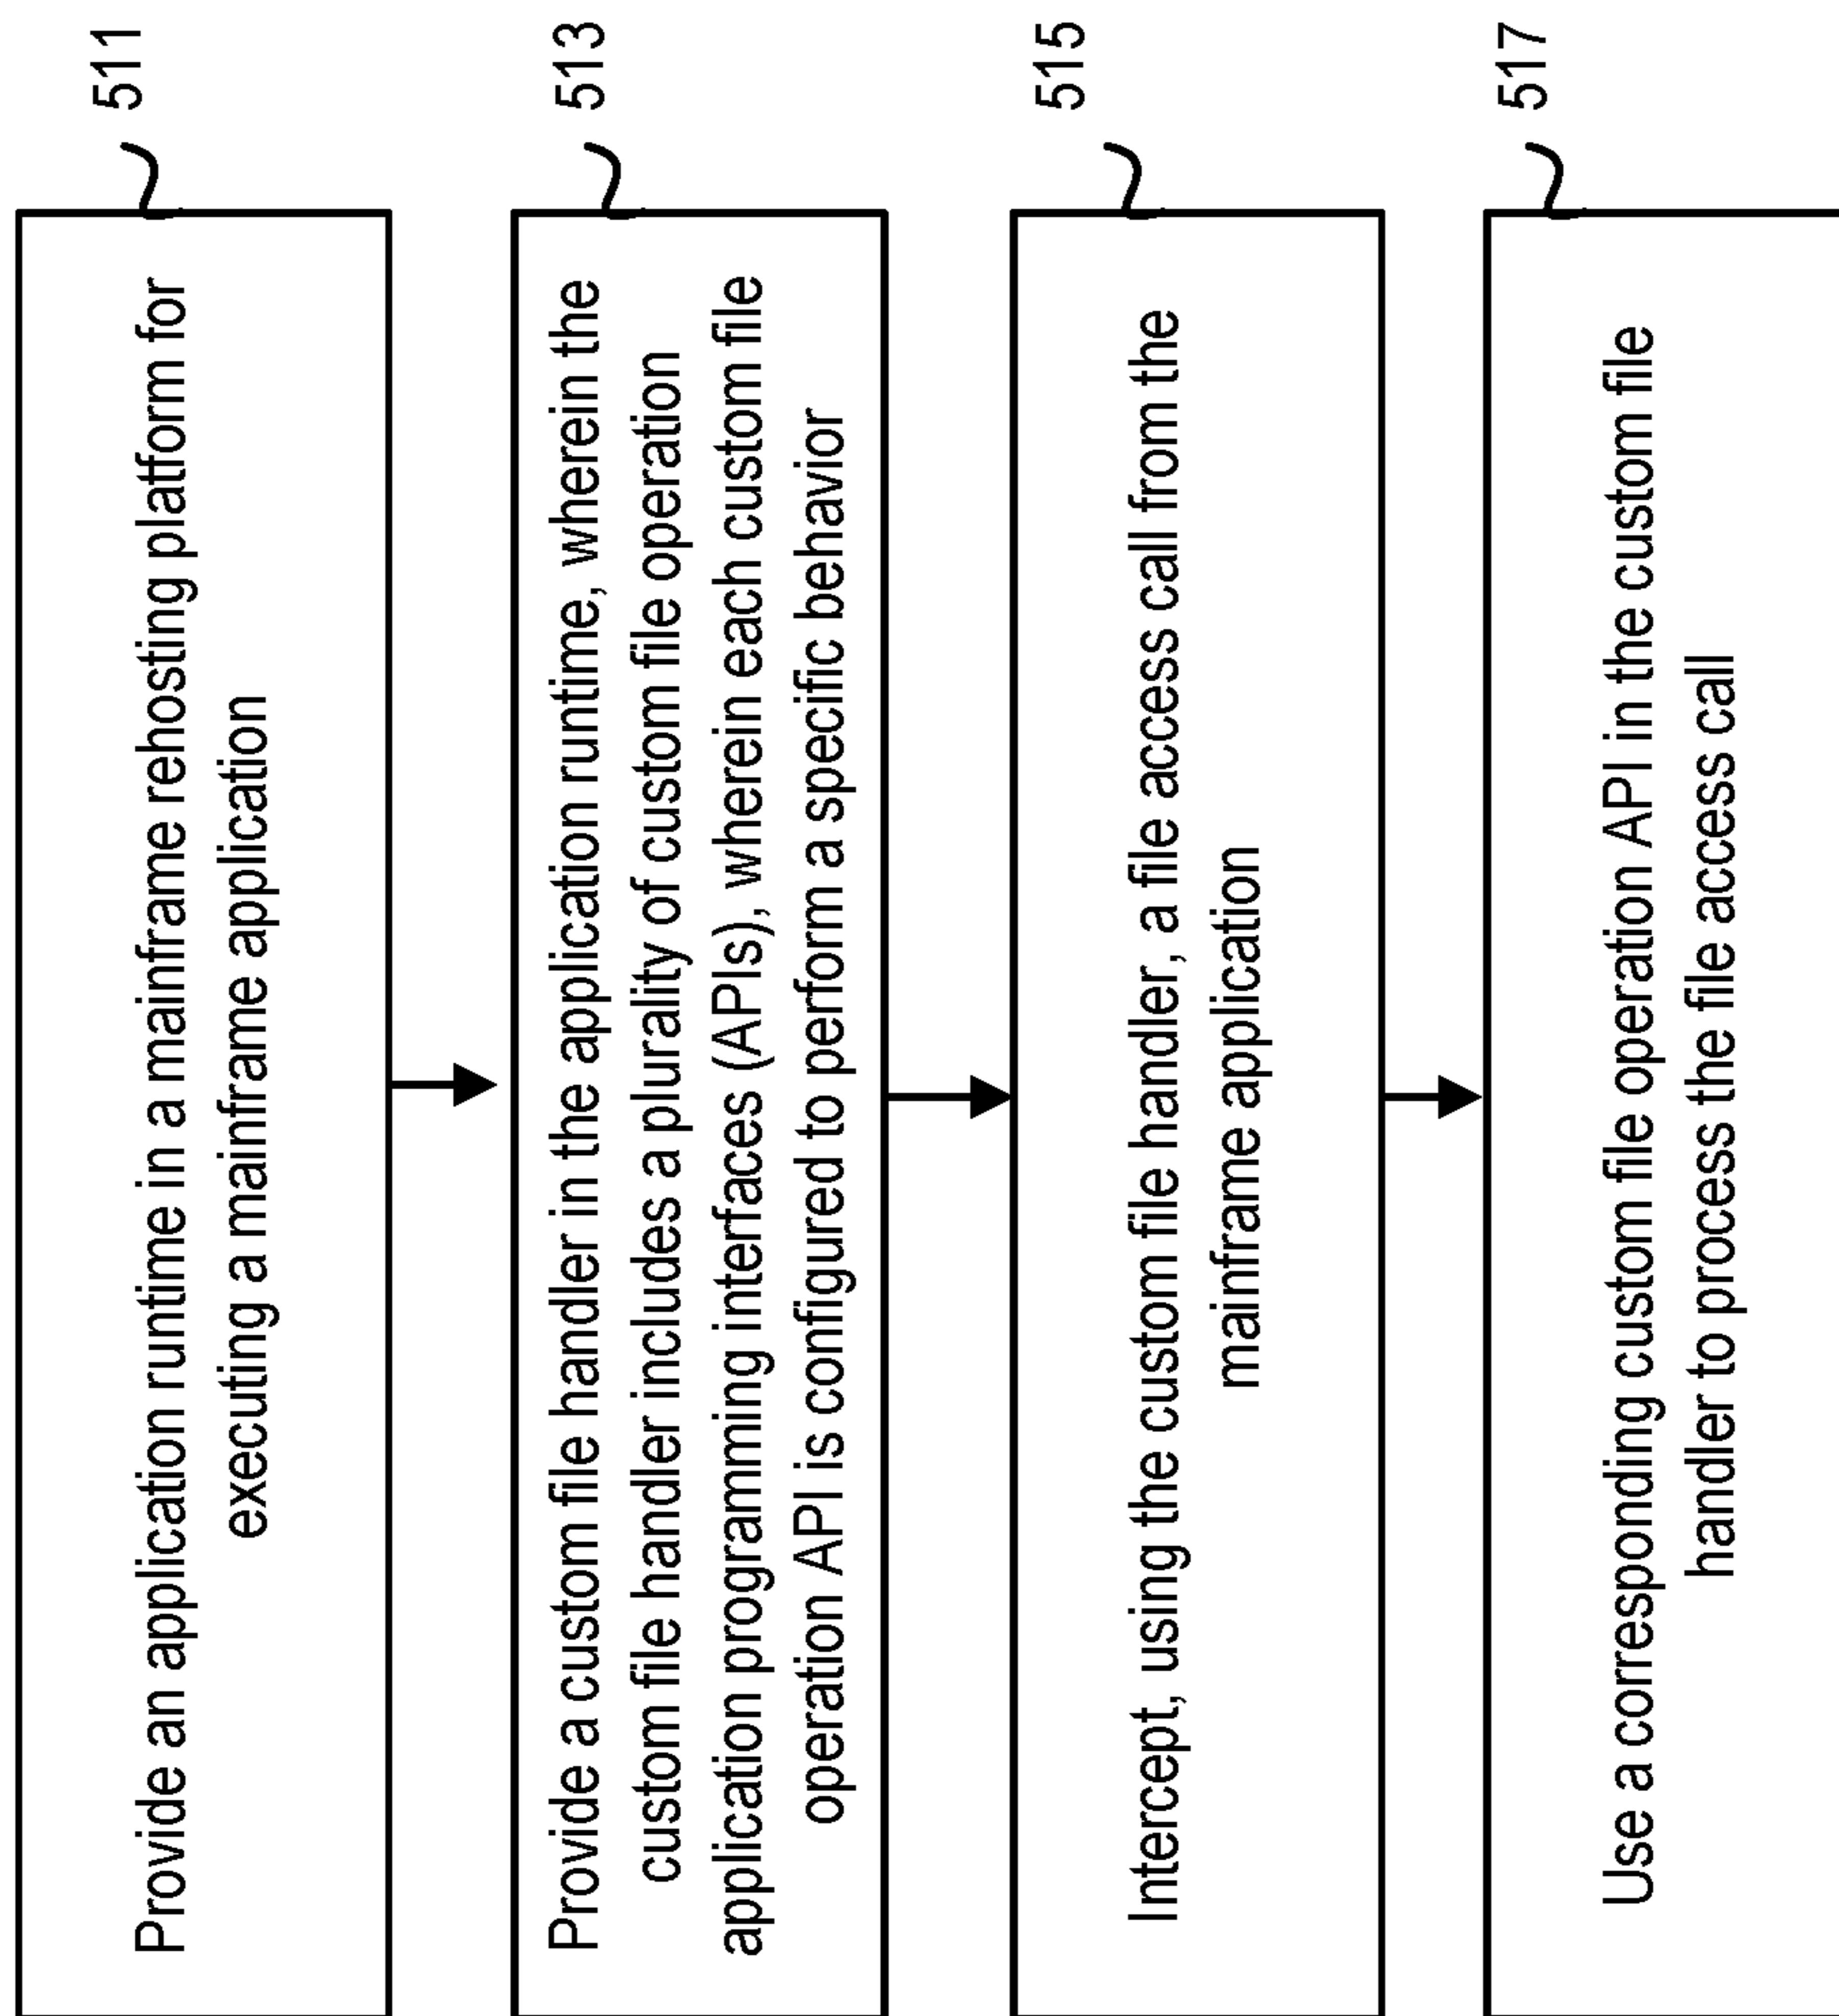 511
Provide an application runtime in a mainframe rehosting platform for
executing a mainframe application
513
Provide a custom file handler in the application runtime, wherein the
custom file handler includes a plurality of custom file operation
application programming interfaces (APIs), wherein each custom file
operation API is configured to perform a specific behavior
515
Intercept, using the custom file handler, a file access call from the
mainframe application
517
Use a corresponding custom file operation API in the custom file
handler to process the file access call